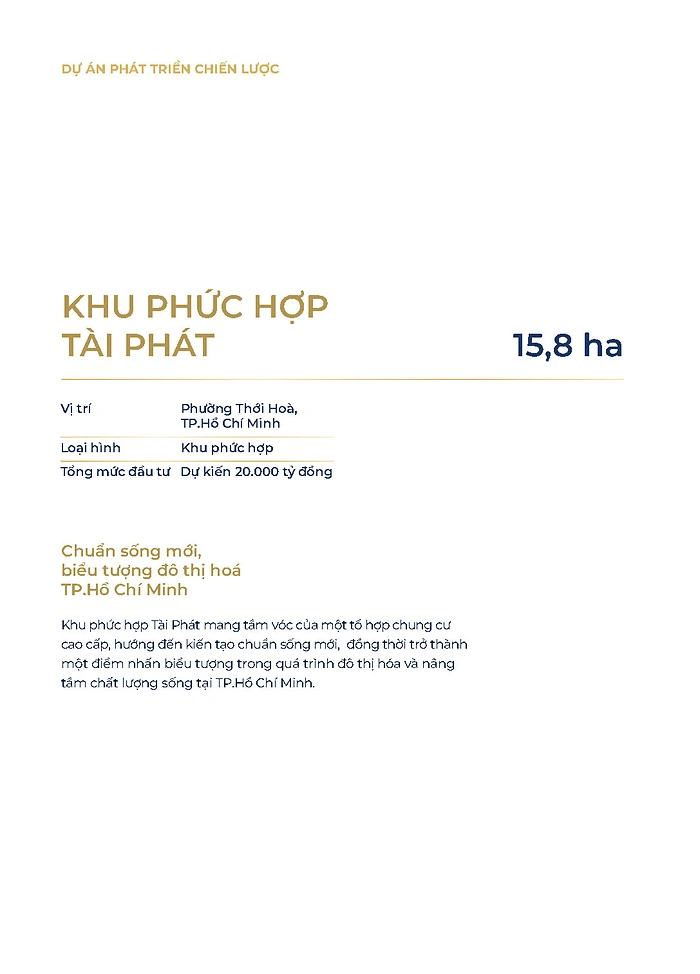 DỰ ÁN PHÁT TRIỂN CHIẾN LƯỢC
KHU PHỨC HỢP
TÀI PHÁT
15,8 ha
Vị trí
Phường Thới Hoà,
TP.Hồ Chí Minh
Loại hình
Khu phức hợp
Tổng mức đầu tư
Dự kiến 20.000 tỷ đồng
Chuẩn sống mới,
biểu tượng đô thị hoá
TP.Hồ Chí Minh
Khu phức hợp Tài Phát mang tầm vóc của một tổ hợp chung cư
cao cấp, hướng đến kiến tạo chuẩn sống mới, đồng thời trở thành
một điểm nhấn biểu tượng trong quá trình đô thị hóa và nâng
tầm chất lượng sống tại TP.Hồ Chí Minh.